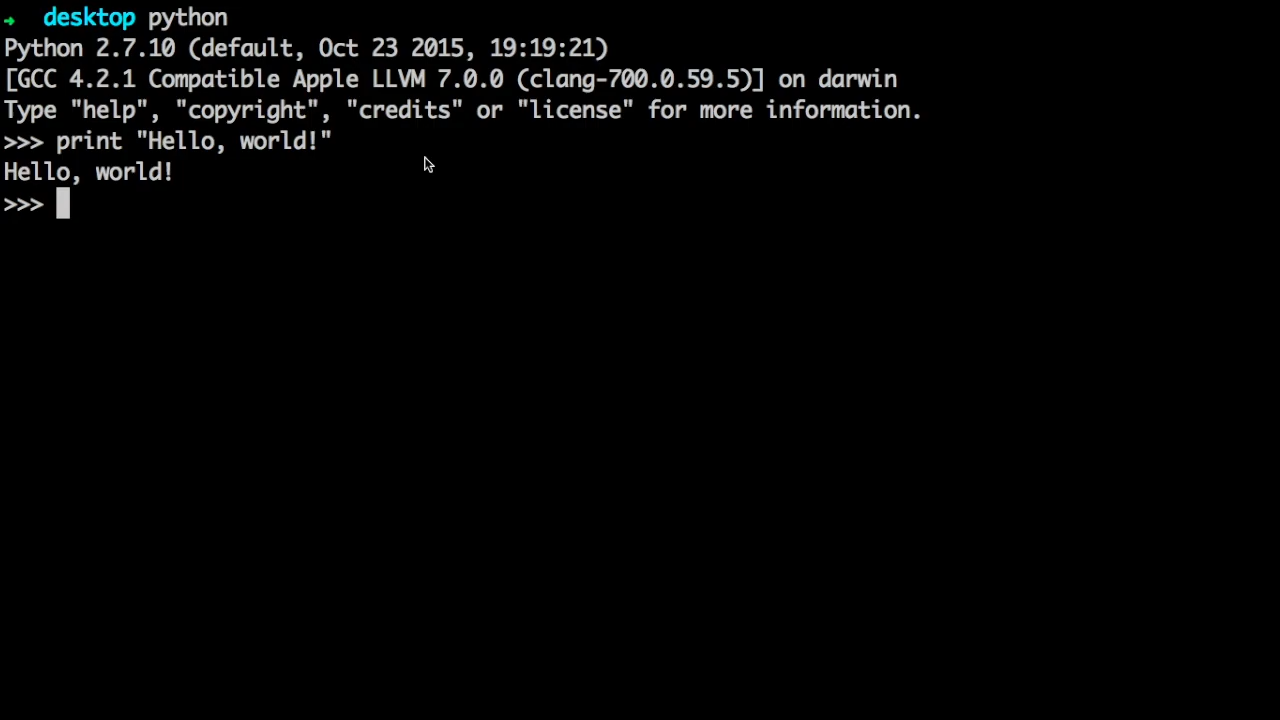 ➜  desktop python
Python 2.7.10 (default, Oct 23 2015, 19:19:21)
[GCC 4.2.1 Compatible Apple LLVM 7.0.0 (clang-700.0.59.5)] on darwin
Type "help", "copyright", "credits" or "license" for more information.
>>> print "Hello, world!"
Hello, world!
>>>